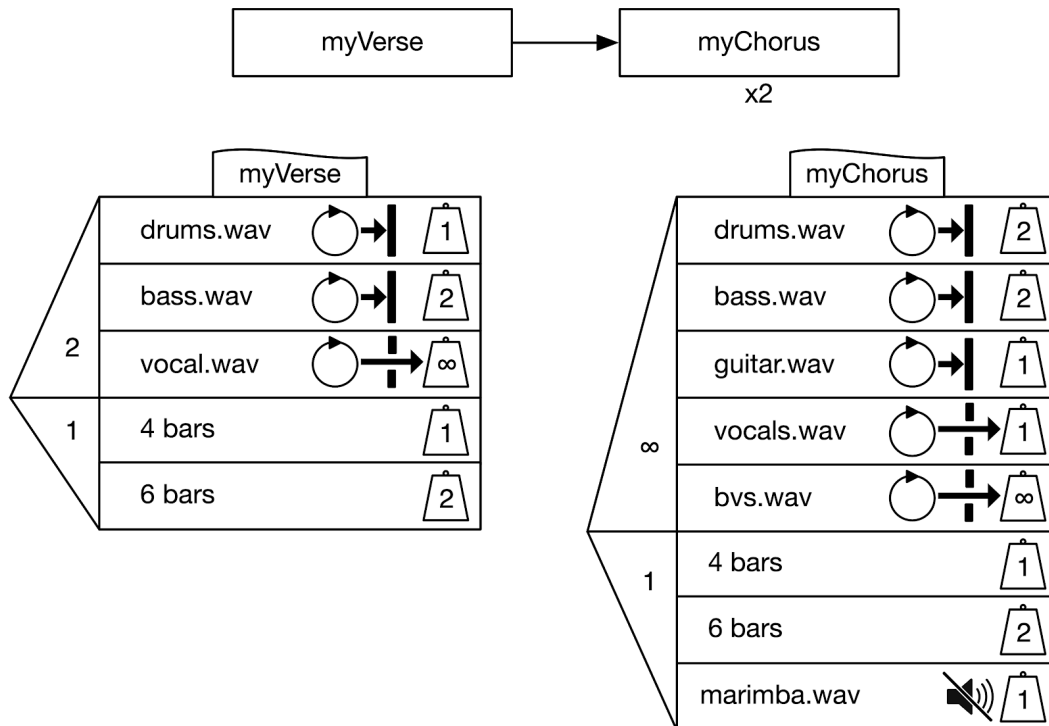 myVerse
myChorus
x2
myVerse
2
drums.wav 1
bass.wav 2
vocal.wav ∞
1
4 bars 1
6 bars 2
myChorus
∞
drums.wav 2
bass.wav 2
guitar.wav 1
vocals.wav 1
bvs.wav ∞
1
4 bars 1
6 bars 2
marimba.wav 1